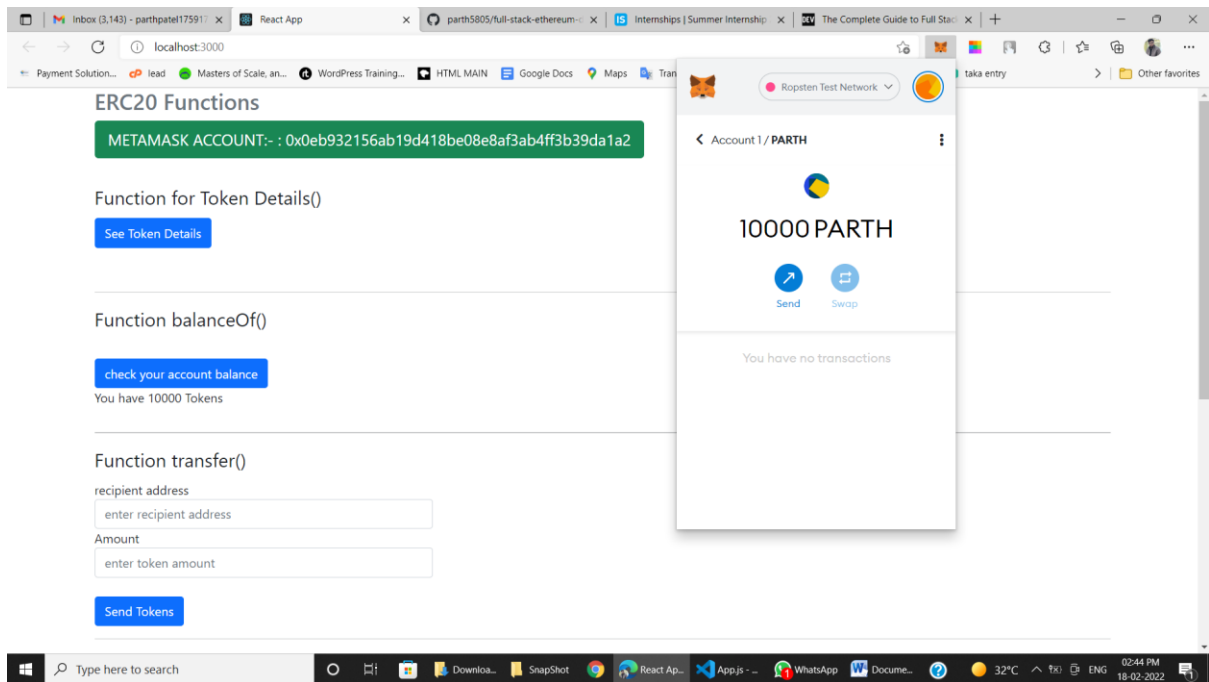 Inbox (3,143) - parthpatel17591
React App
parth5805/full-stack-ethereum-
Internships | Summer Internship
The Complete Guide to Full Stac
localhost:3000
Payment Solution...
lead
Masters of Scale, an...
WordPress Training...
HTML MAIN
Google Docs
Maps
Tran
taka entry
Other favorites
ERC20 Functions
METAMASK ACCOUNT:- : 0x0eb932156ab19d418be08e8af3ab4ff3b39da1a2
Function for Token Details()
See Token Details
Function balanceOf()
check your account balance
You have 10000 Tokens
Function transfer()
recipient address
enter recipient address
Amount
enter token amount
Send Tokens
Ropsten Test Network
Account 1 / PARTH
10000 PARTH
Send
Swap
You have no transactions
Type here to search
Downloa...
SnapShot
React Ap...
App.js - ...
WhatsApp
Docume...
32°C
ENG
02:44 PM
18-02-2022